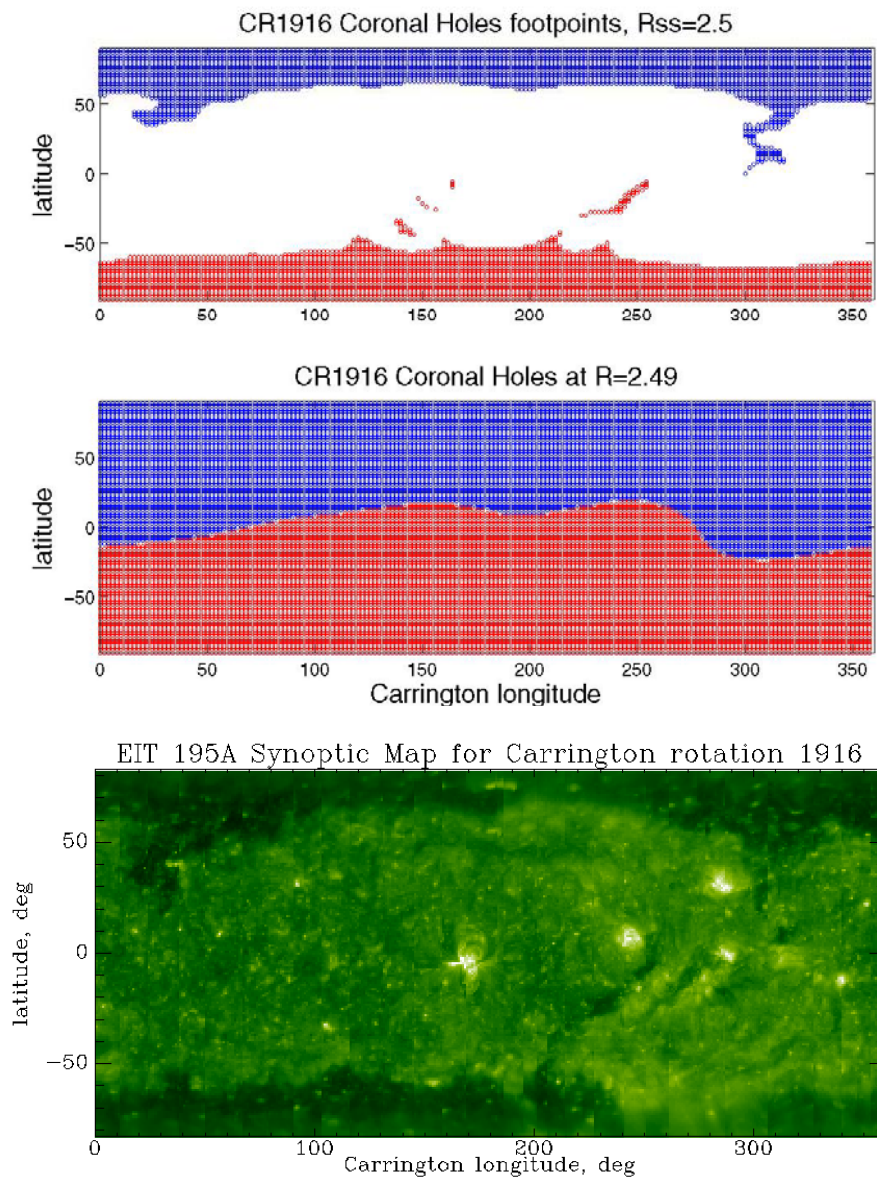 CR1916 Coronal Holes footpoints, Rss=2.5
latitude
50
0
−50
0 50 100 150 200 250 300 350
CR1916 Coronal Holes at R=2.49
latitude
50
0
−50
0 50 100 150 200 250 300 350
Carrington longitude
EIT 195A Synoptic Map for Carrington rotation 1916
latitude, deg
50
0
−50
0 100 200 300
Carrington longitude, deg